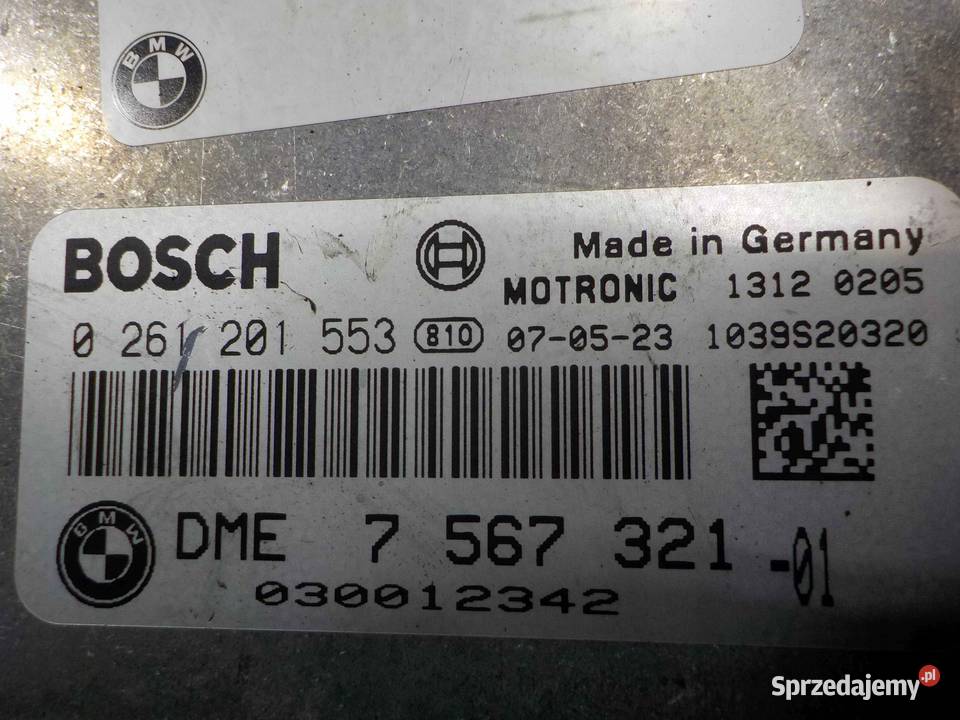 BMW
BOSCH
Made in Germany
MOTRONIC 1312 0205
0 261 201 553 810 07-05-23 1039S20320
BMW
DME 7 567 321 -01
030012342
Sprzedajemy.pl